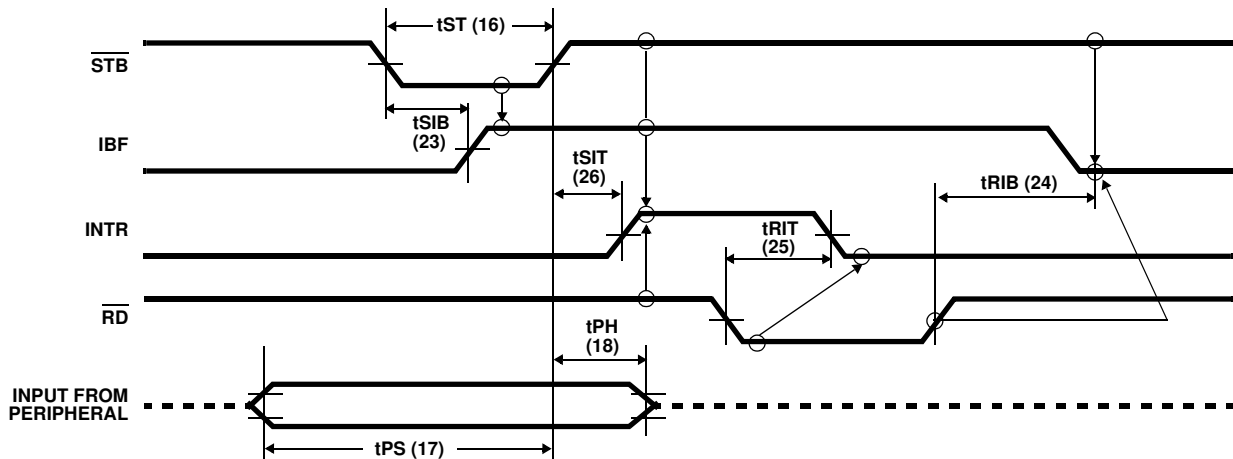 tST (16)
STB
tSIB
(23)
IBF
tSIT
(26)
tRIB (24)
INTR
tRIT
(25)
RD
tPH
(18)
INPUT FROM
PERIPHERAL
tPS (17)